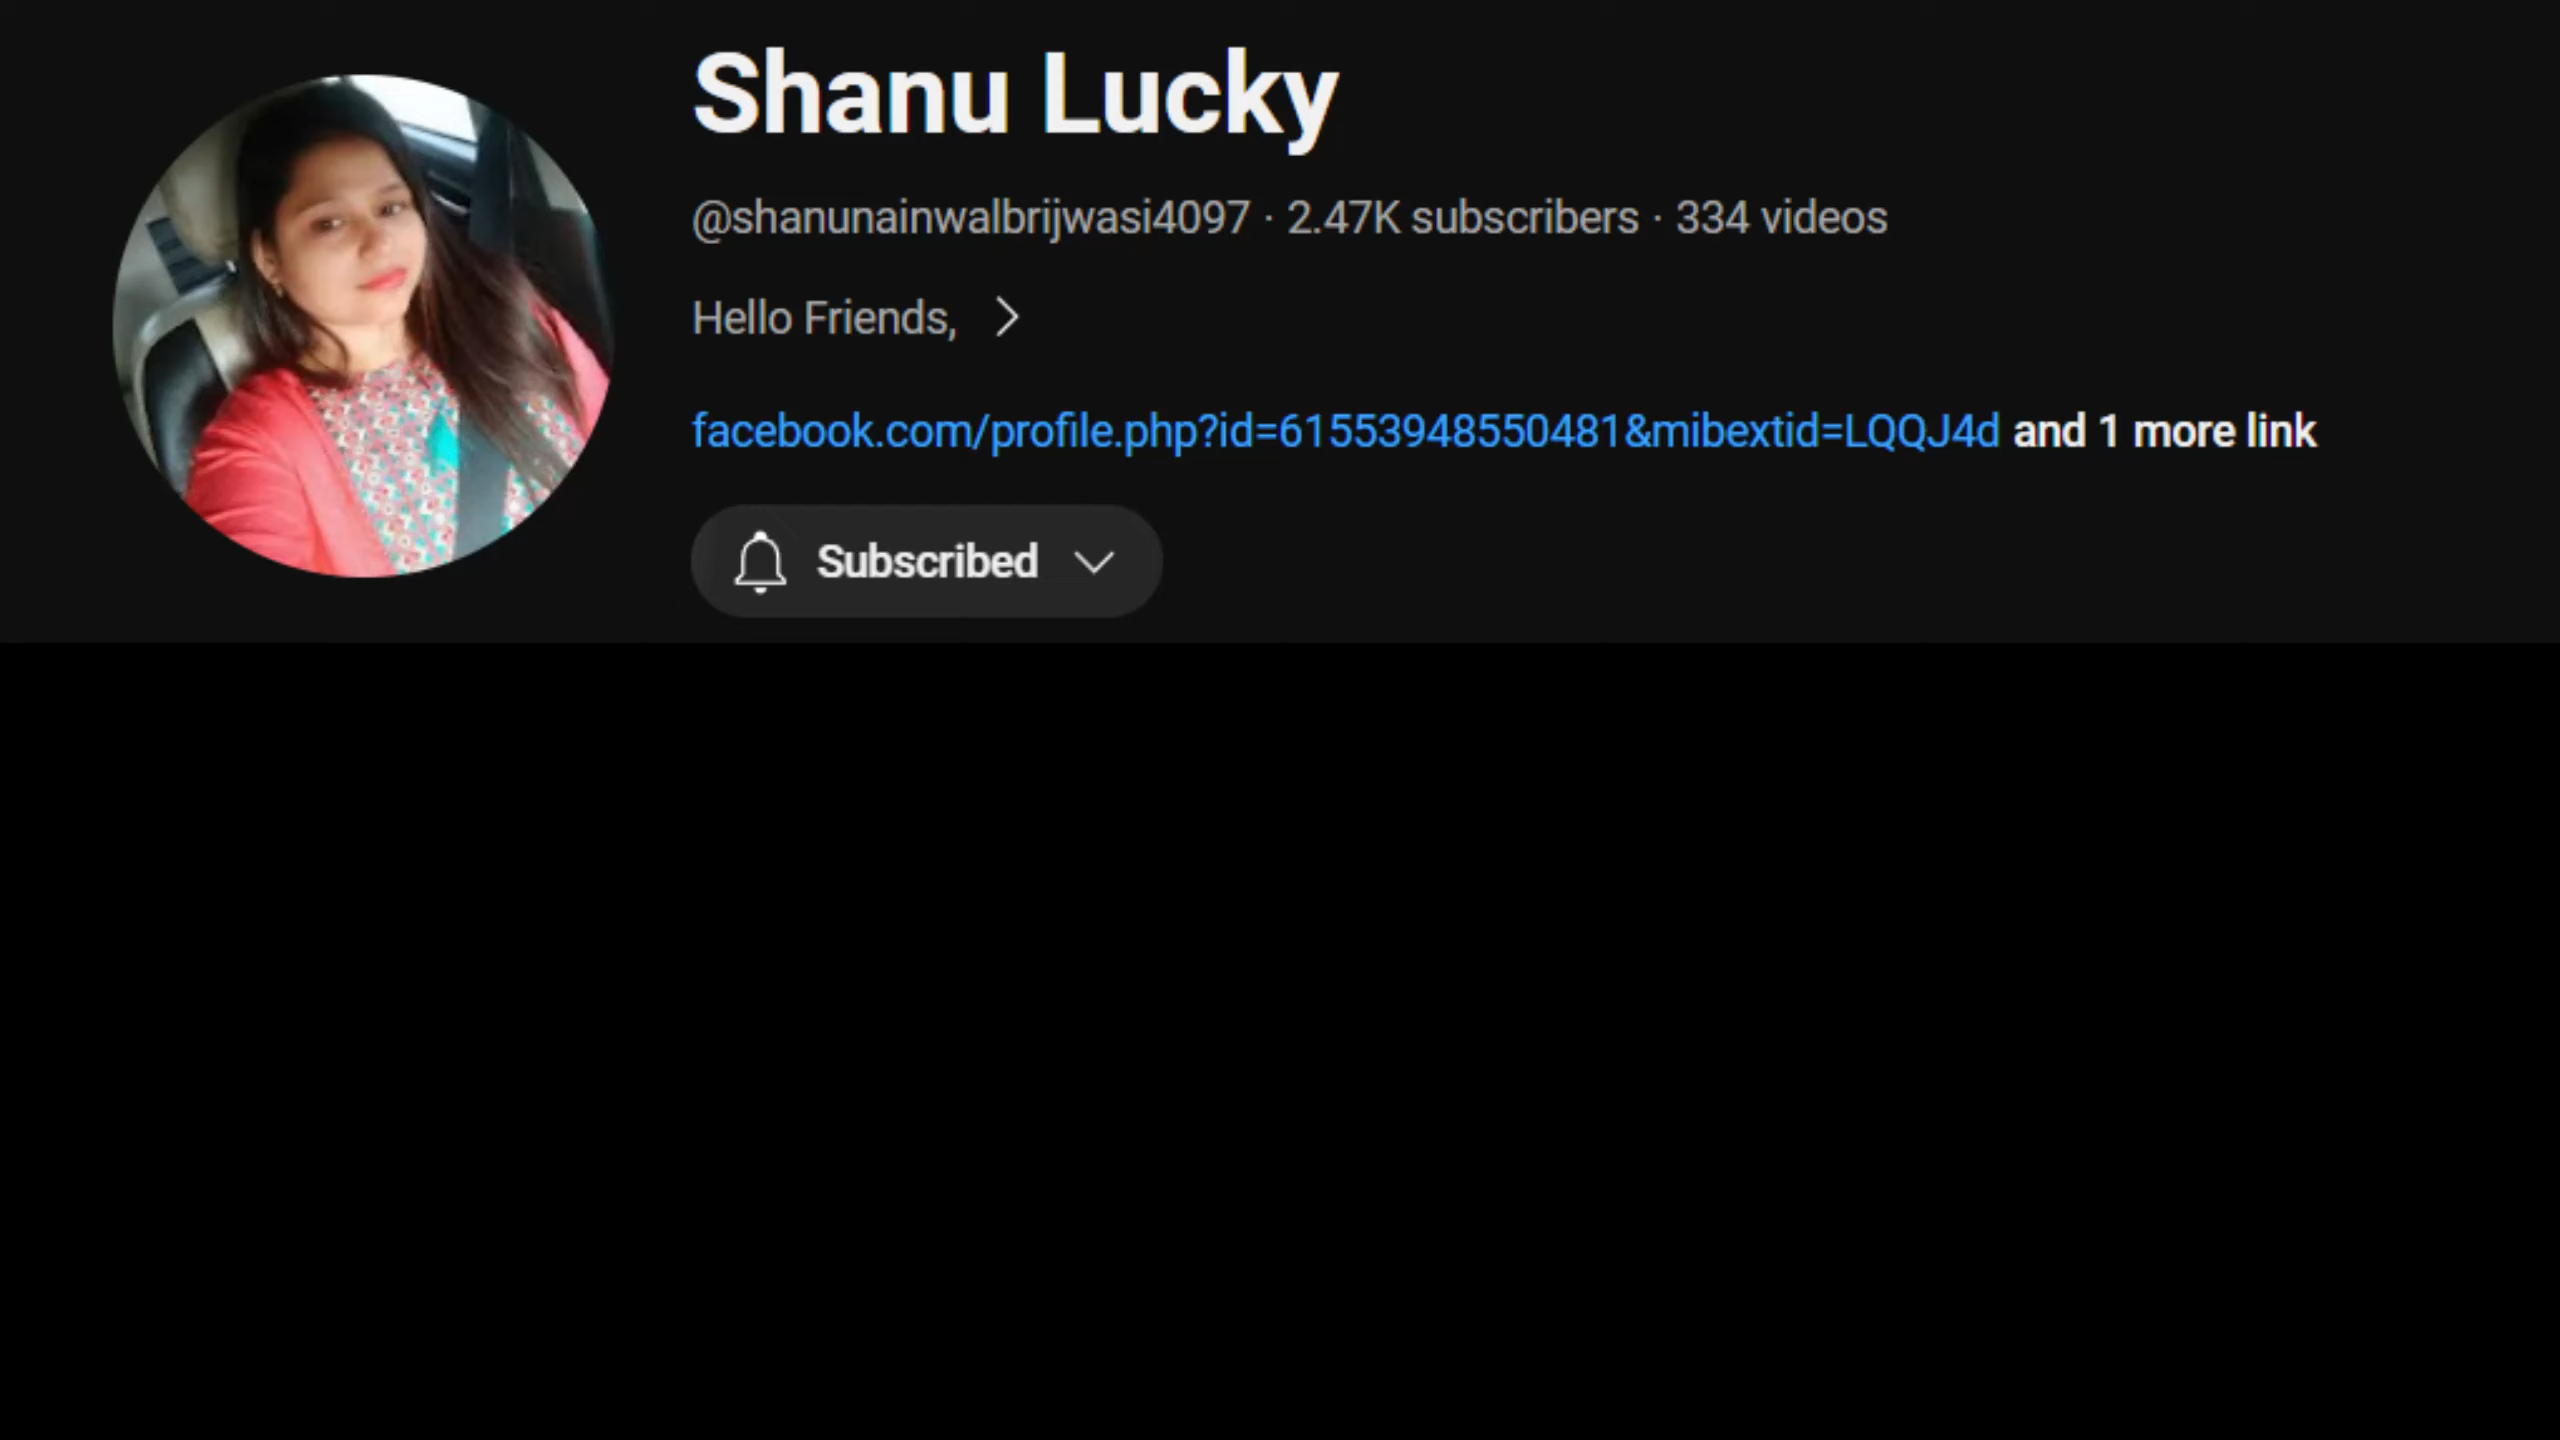 Shanu Lucky
@shanunainwalbrijwasi4097 · 2.47K subscribers · 334 videos
Hello Friends,
facebook.com/profile.php?id=61553948550481&mibextid=LQQJ4d and 1 more link
Subscribed